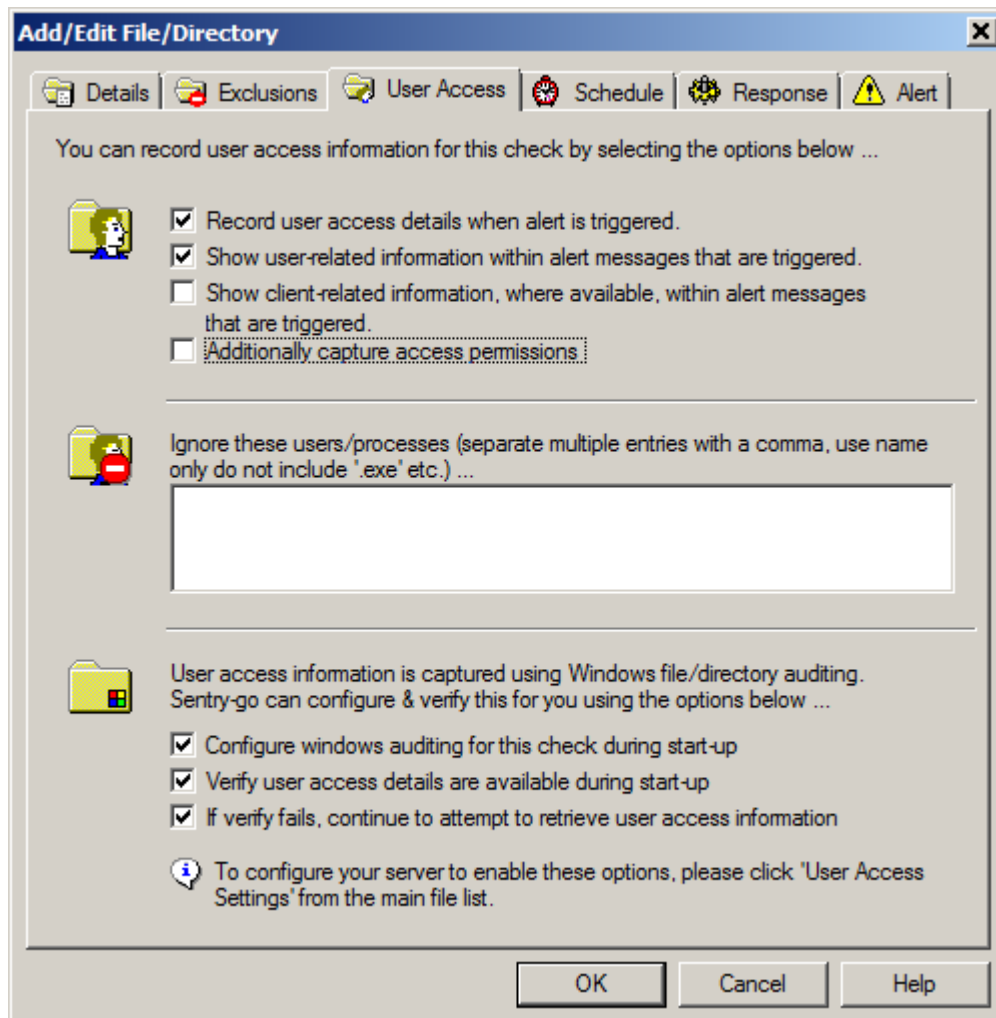 Add/Edit File/Directory
Details Exclusions User Access Schedule Response Alert
You can record user access information for this check by selecting the options below ...
Record user access details when alert is triggered.
Show user-related information within alert messages that are triggered.
Show client-related information, where available, within alert messages
that are triggered.
Additionally capture access permissions
Ignore these users/processes (separate multiple entries with a comma, use name
only do not include '.exe' etc.) ...
User access information is captured using Windows file/directory auditing.
Sentry-go can configure & verify this for you using the options below ...
Configure windows auditing for this check during start-up
Verify user access details are available during start-up
If verify fails, continue to attempt to retrieve user access information
To configure your server to enable these options, please click 'User Access
Settings' from the main file list.
OK Cancel Help